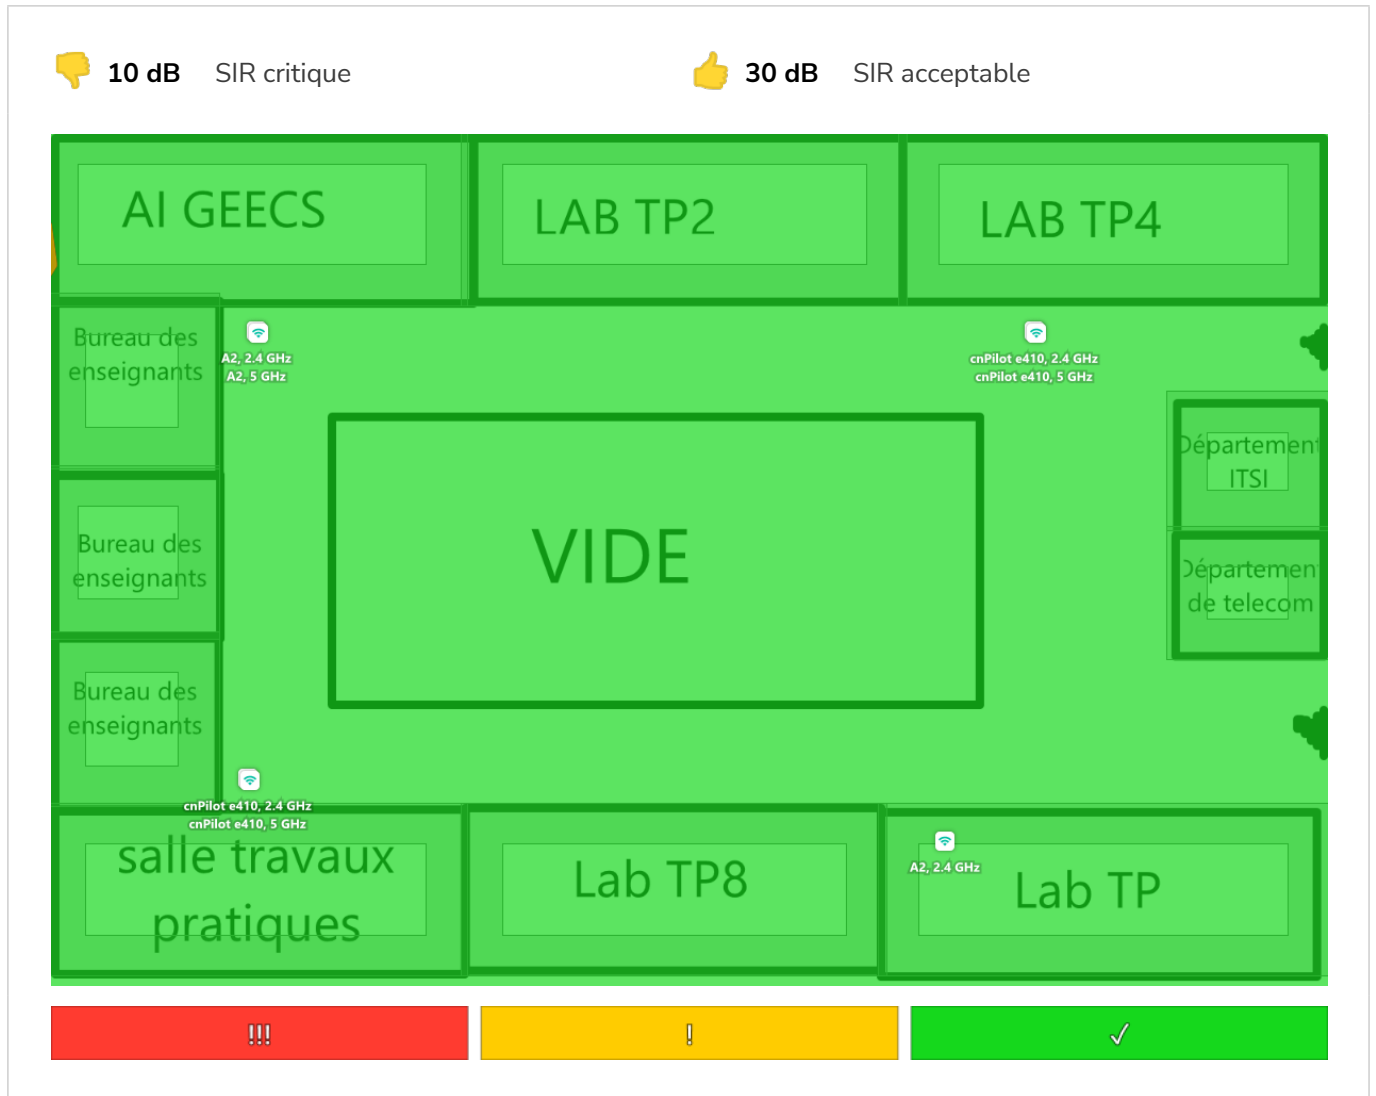 10 dB SIR critique
30 dB SIR acceptable
AI GEECS
LAB TP2
LAB TP4
Bureau des
enseignants
A2, 2.4 GHz
A2, 5 GHz
cnPilot e410, 2.4 GHz
cnPilot e410, 5 GHz
Département
ITSI
VIDE
Bureau des
enseignants
Départemen
de telecom
Bureau des
enseignants
cnPilot e410, 2.4 GHz
cnPilot e410, 5 GHz
salle travaux
pratiques
Lab TP8
A2, 2.4 GHz
Lab TP
!!!
!
✓